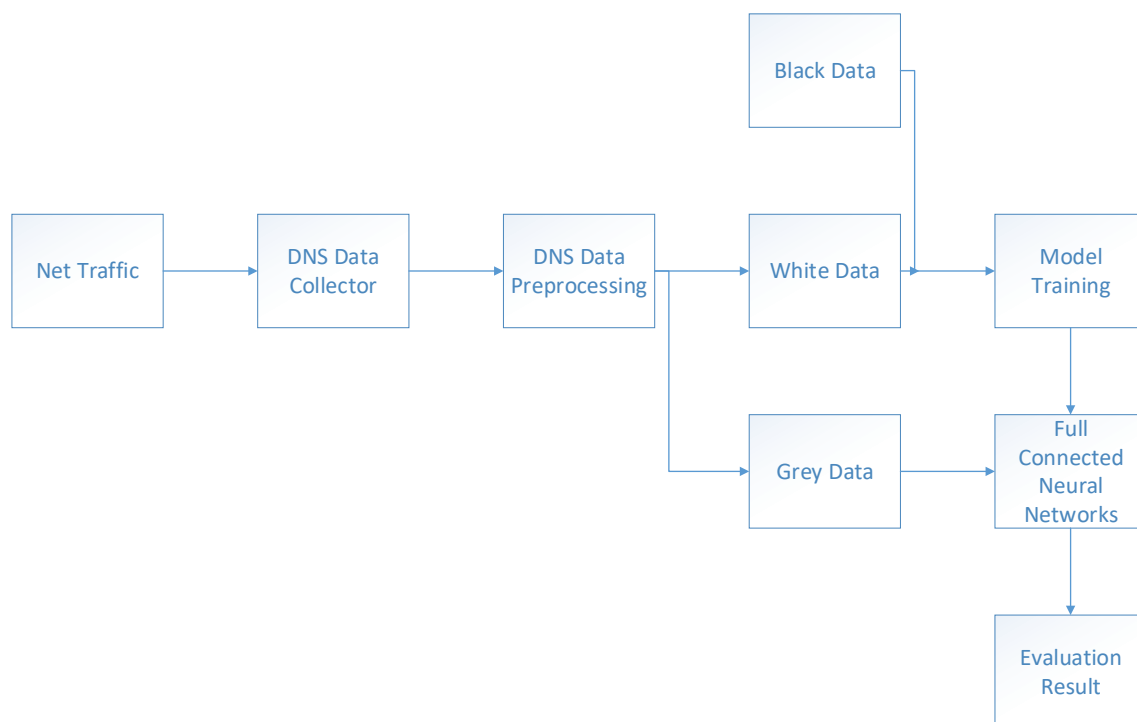 Black Data
Net Traffic
DNS Data
Collector
DNS Data
Preprocessing
White Data
Model
Training
Grey Data
Full
Connected
Neural
Networks
Evaluation
Result